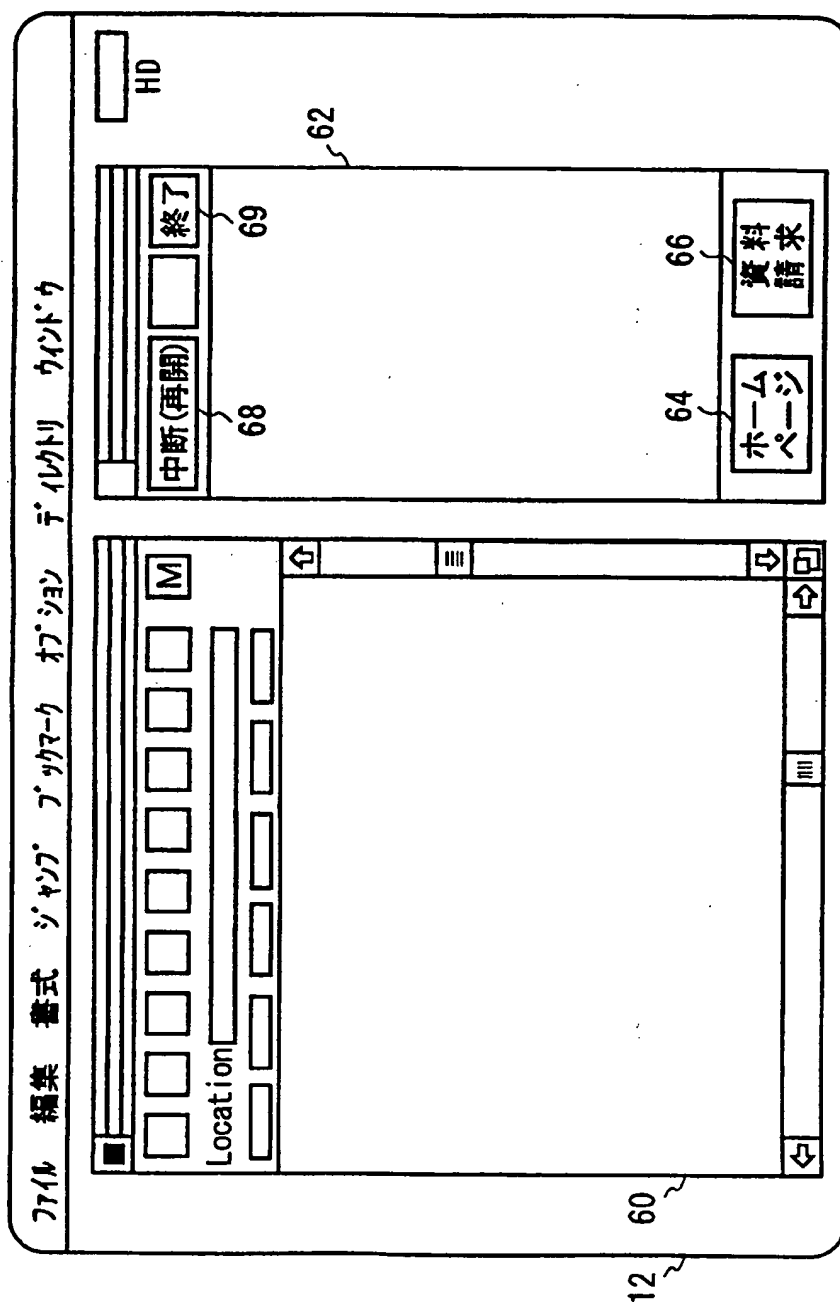 ファイル 編集 書式 ジャンプ ブックマーク オプション ディレクトリ ウィンドウ
HD
M
Location
中断(再開)
終了
68
69
62
ホーム
ページ
資料
請求
64
66
60
12